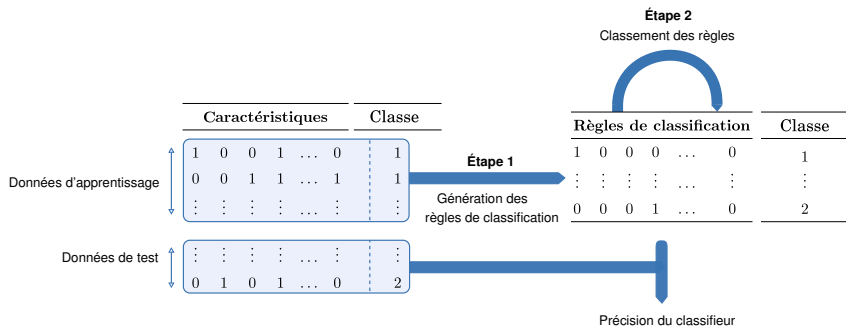 Étape 2
Classement des règles
Caractéristiques Classe
1 0 0 1 ... 0 1
0 0 1 1 ... 1 1
⋮ ⋮ ⋮ ⋮ ... ⋮ ⋮
Données d'apprentissage
Étape 1
Génération des
règles de classification
Règles de classification Classe
1 0 0 0 ... 0 1
⋮ ⋮ ⋮ ⋮ ... ⋮ ⋮
0 0 0 1 ... 0 2
Données de test
⋮ ⋮ ⋮ ⋮ ... ⋮ ⋮
0 1 0 1 ... 0 2
Précision du classifieur